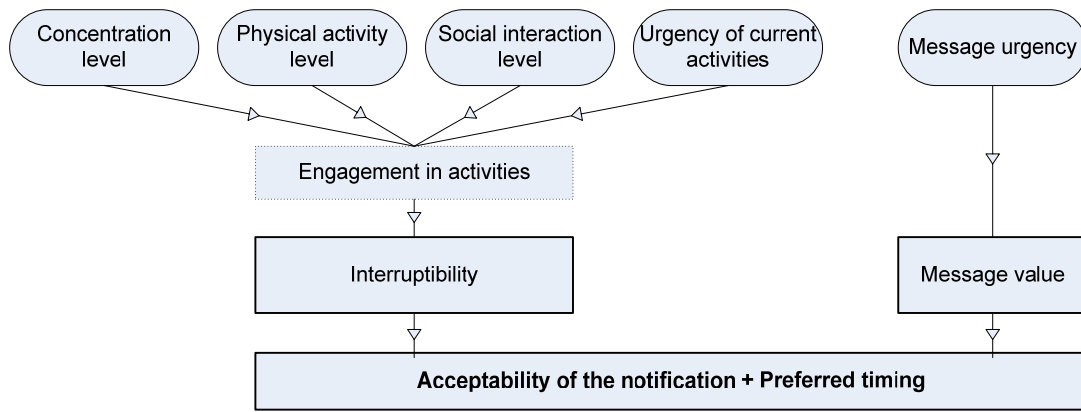 Concentration
level
Physical activity
level
Social interaction
level
Urgency of current
activities
Message urgency
Engagement in activities
Interruptibility
Message value
Acceptability of the notification + Preferred timing